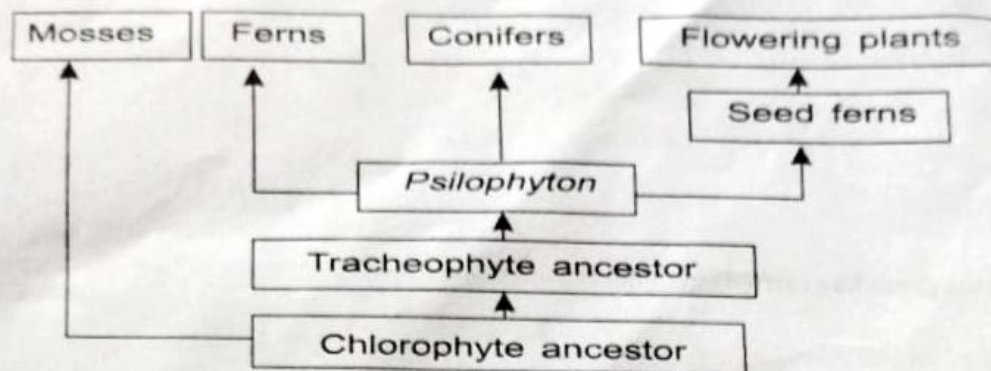 Mosses Ferns Conifers Flowering plants
Seed ferns
Psilophyton
Tracheophyte ancestor
Chlorophyte ancestor